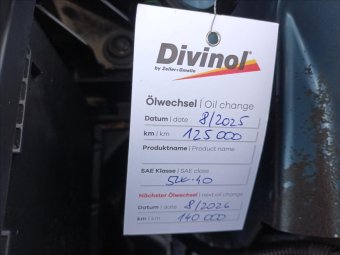 Divinol®
by Zeller+Gmelin
Ölwechsel | Oil change
Datum | date 8/2025
km | km 125 000
Produktname | Product name
SAE Klasse | SAE class
5W-40
Nächster Ölwechsel | next oil change
Datum | date 8/2026
km | km 140 000